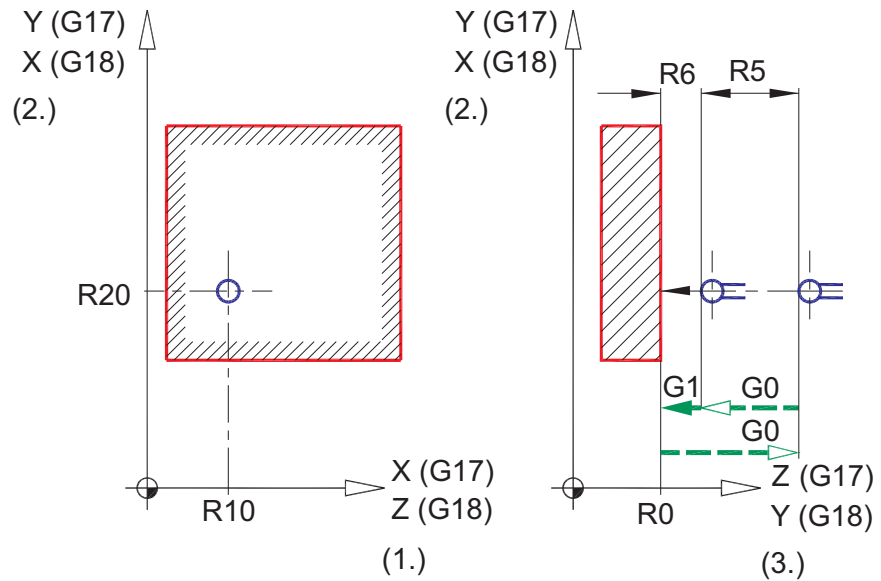 Y (G17)
X (G18)
(2.)
R20
R10
X (G17)
Z (G18)
(1.)
Y (G17)
X (G18)
(2.)
R6
R5
G1
G0
G0
R0
Z (G17)
Y (G18)
(3.)